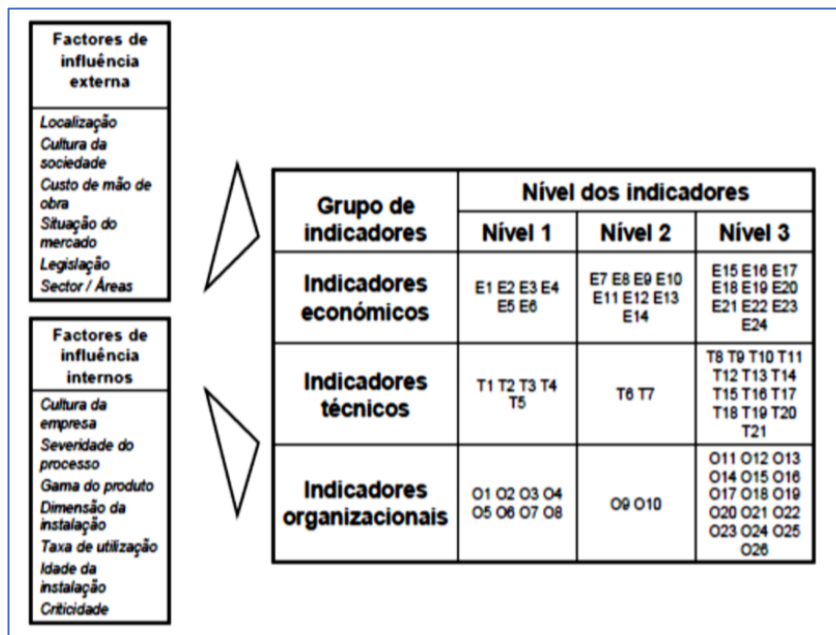 Factores de
influência
externa
Localização
Cultura da
sociedade
Custo de mão de
obra
Situação do
mercado
Legislação
Sector / Áreas
Factores de
influência
internos
Cultura da
empresa
Severidade do
processo
Gama do produto
Dimensão da
instalação
Taxa de utilização
Idade da
instalação
Criticidade
Grupo de
indicadores
Nível dos indicadores
Nível 1
Nível 2
Nível 3
Indicadores
económicos
E1 E2 E3 E4
E5 E6
E7 E8 E9 E10
E11 E12 E13
E14
E15 E16 E17
E18 E19 E20
E21 E22 E23
E24
Indicadores
técnicos
T1 T2 T3 T4
T5
T6 T7
T8 T9 T10 T11
T12 T13 T14
T15 T16 T17
T18 T19 T20
T21
Indicadores
organizacionais
O1 O2 O3 O4
O5 O6 O7 O8
O9 O10
O11 O12 O13
O14 O15 O16
O17 O18 O19
O20 O21 O22
O23 O24 O25
O26